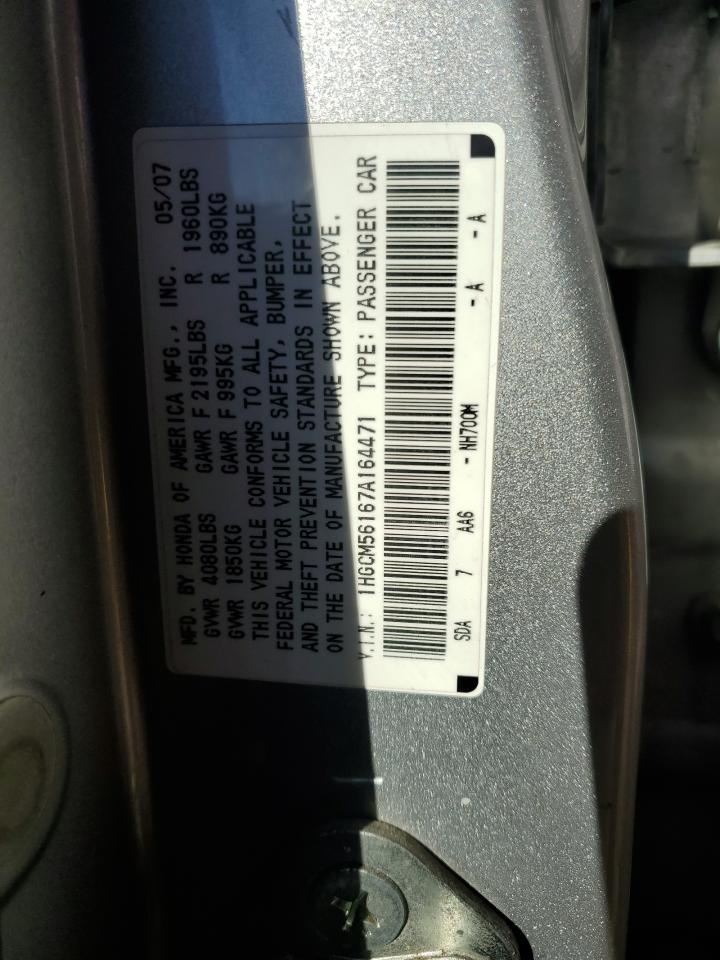 MFD. BY HONDA OF AMERICA MFG., INC. 05/07
GVWR 4080LBS GAWR F 2195LBS R 1960LBS
GVWR 1850KG GAWR F 995KG R 890KG
THIS VEHICLE CONFORMS TO ALL APPLICABLE
FEDERAL MOTOR VEHICLE SAFETY, BUMPER,
AND THEFT PREVENTION STANDARDS IN EFFECT
ON THE DATE OF MANUFACTURE SHOWN ABOVE.
V.I.N.: 1HGCM56167A164471 TYPE: PASSENGER CAR
SDA 7 AA6 - NH700M - A - A